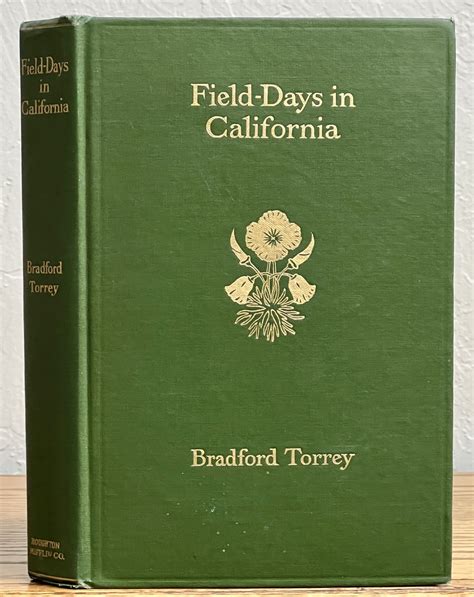 Field-Days
in
California
Bradford
Torrey
HOUGHTON
MIFFLIN CO.
Field-Days in
California
Bradford Torrey